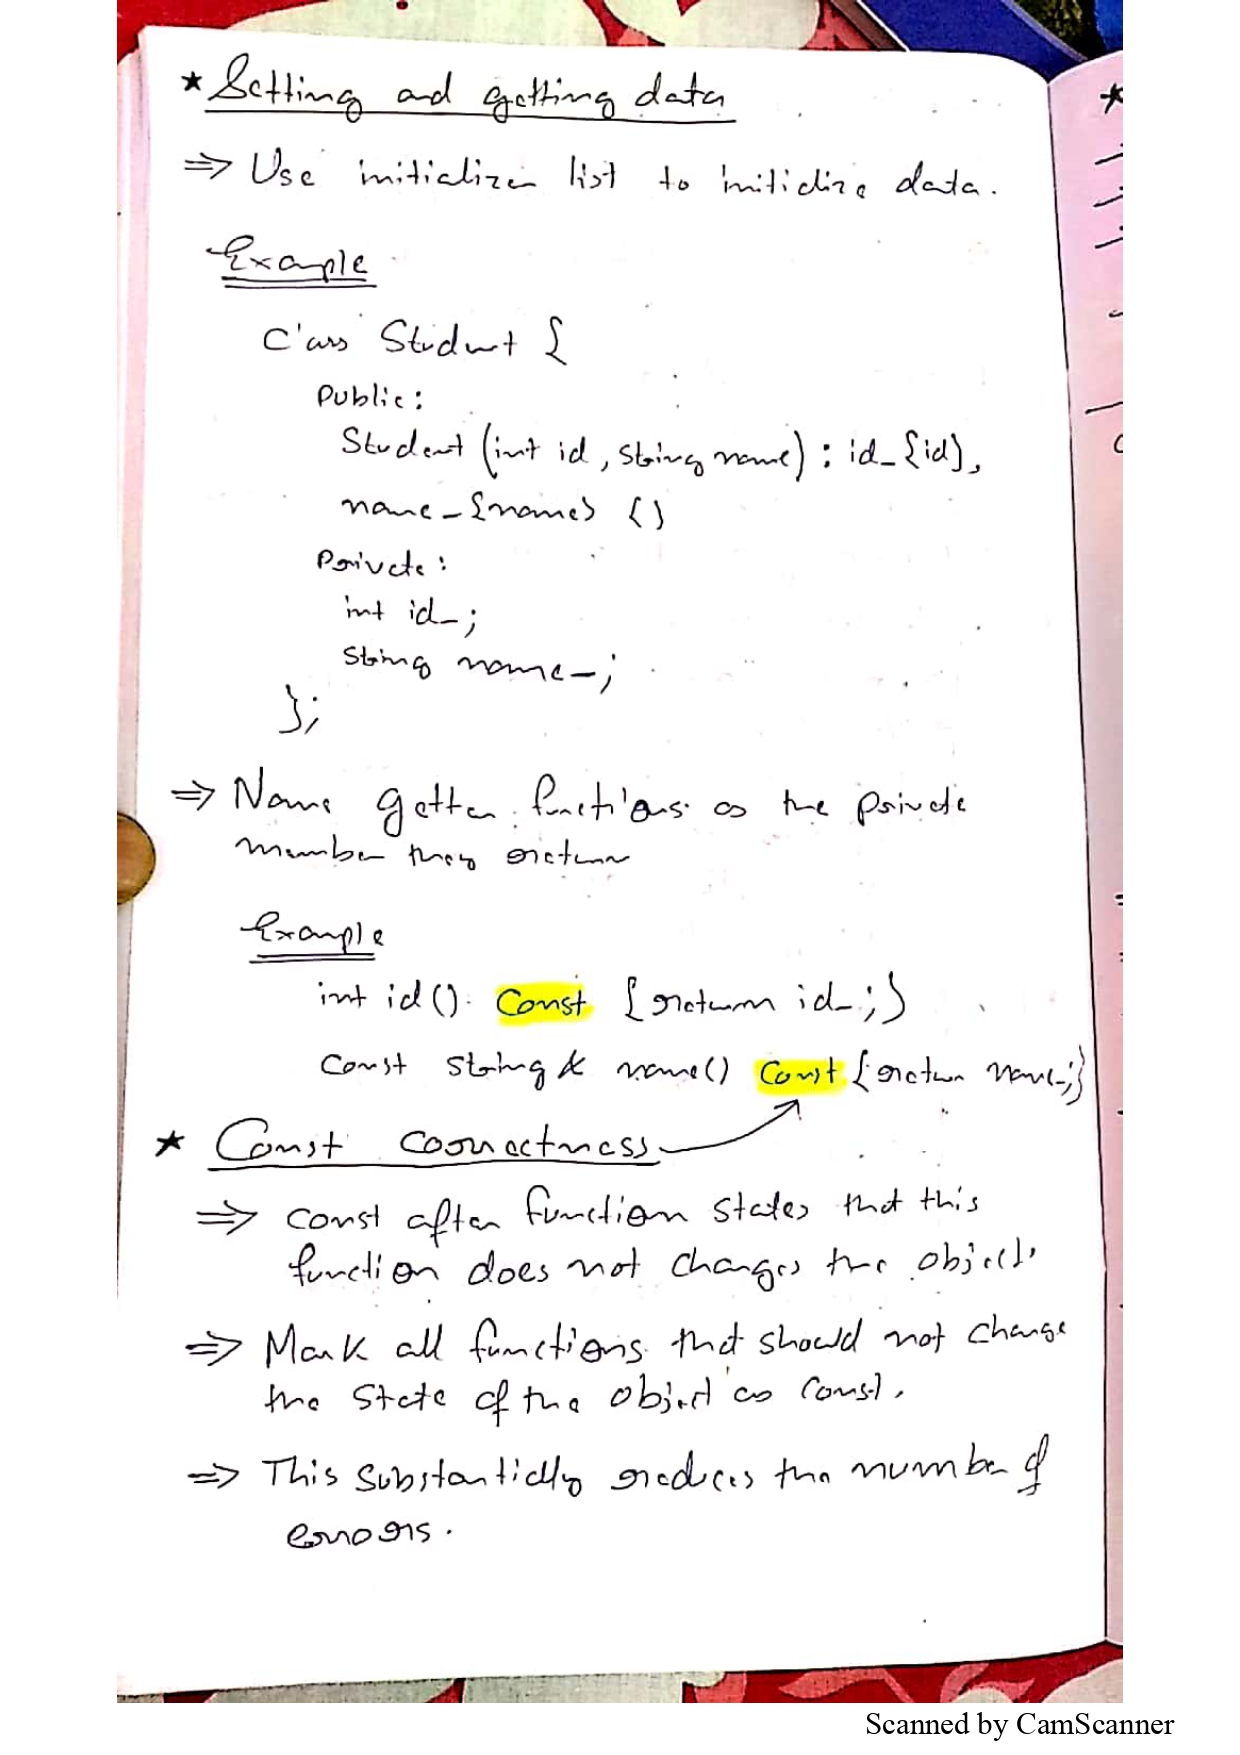 ★ Setting and getting data
⇒ Use initializer list to initialize data.
Example
Class Student {
Public:
Student (int id, string name) : id_{id},
name_{name} {}
Private:
int id_;
string name_;
};
⇒ Name getter functions as the private
member they return
Example
int id() Const {return id_;}
Const string & name() Const {return name_;}
★ Const correctness
⇒ Const after function states that this
function does not changes the object.
⇒ Mark all functions that should not change
the state of the object as const.
⇒ This substantially reduces the number of
errors.
Scanned by CamScanner